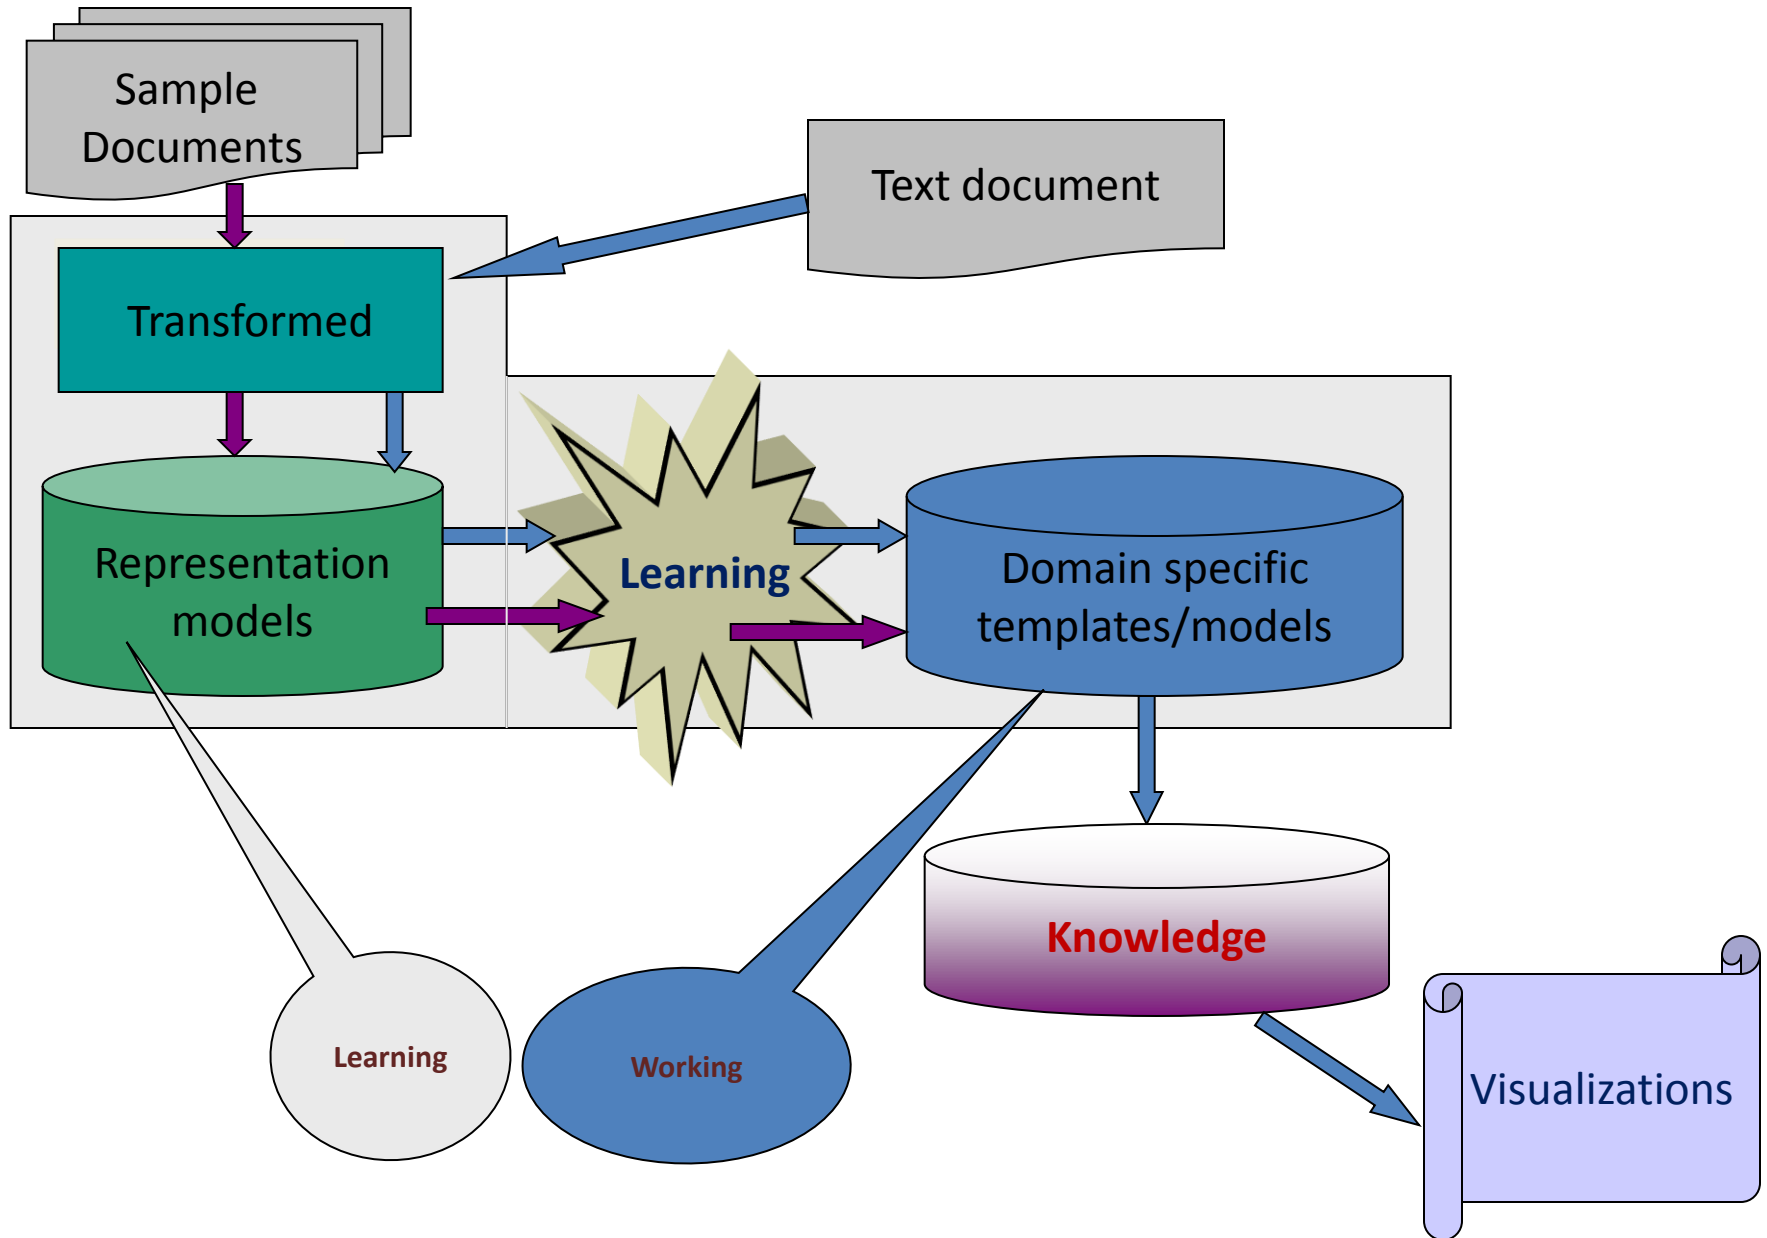 Sample
Documents
Text document
Transformed
Representation
models
Learning
Domain specific
templates/models
Knowledge
Learning
Working
Visualizations